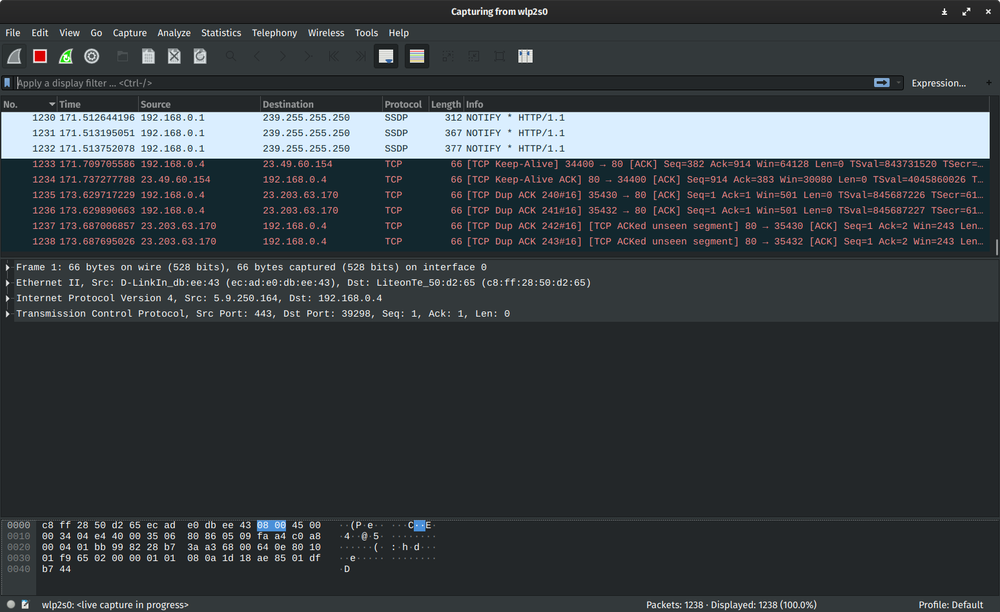 Capturing from wlp2s0
File Edit View Go Capture Analyze Statistics Telephony Wireless Tools Help
Apply a display filter ... <Ctrl-/> Expression... +
No. Time Source Destination Protocol Length Info
1230 171.512644196 192.168.0.1 239.255.255.250 SSDP 312 NOTIFY * HTTP/1.1
1231 171.513195051 192.168.0.1 239.255.255.250 SSDP 367 NOTIFY * HTTP/1.1
1232 171.513752078 192.168.0.1 239.255.255.250 SSDP 377 NOTIFY * HTTP/1.1
1233 171.709705586 192.168.0.4 23.49.60.154 TCP 66 [TCP Keep-Alive] 34400 → 80 [ACK] Seq=382 Ack=914 Win=64128 Len=0 TSval=843731520 TSecr=…
1234 171.737277788 23.49.60.154 192.168.0.4 TCP 66 [TCP Keep-Alive ACK] 80 → 34400 [ACK] Seq=914 Ack=383 Win=30080 Len=0 TSval=4045860026 T…
1235 173.629717229 192.168.0.4 23.203.63.170 TCP 66 [TCP Dup ACK 240#16] 35430 → 80 [ACK] Seq=1 Ack=1 Win=501 Len=0 TSval=845687226 TSecr=61…
1236 173.629890663 192.168.0.4 23.203.63.170 TCP 66 [TCP Dup ACK 241#16] 35432 → 80 [ACK] Seq=1 Ack=1 Win=501 Len=0 TSval=845687227 TSecr=61…
1237 173.687006857 23.203.63.170 192.168.0.4 TCP 66 [TCP Dup ACK 242#16] [TCP ACKed unseen segment] 80 → 35430 [ACK] Seq=1 Ack=2 Win=243 Len…
1238 173.687695026 23.203.63.170 192.168.0.4 TCP 66 [TCP Dup ACK 243#16] [TCP ACKed unseen segment] 80 → 35432 [ACK] Seq=1 Ack=2 Win=243 Len…
Frame 1: 66 bytes on wire (528 bits), 66 bytes captured (528 bits) on interface 0
Ethernet II, Src: D-LinkIn_db:ee:43 (ec:ad:e0:db:ee:43), Dst: LiteonTe_50:d2:65 (c8:ff:28:50:d2:65)
Internet Protocol Version 4, Src: 5.9.250.164, Dst: 192.168.0.4
Transmission Control Protocol, Src Port: 443, Dst Port: 39298, Seq: 1, Ack: 1, Len: 0
0000 c8 ff 28 50 d2 65 ec ad e0 db ee 43 08 00 45 00 ··(P·e·· ···C··E·
0010 00 34 04 e4 40 00 35 06 80 86 05 09 fa a4 c0 a8 ·4··@·5· ········
0020 00 04 01 bb 99 82 28 b7 3a a3 68 00 64 0e 80 10 ······(· :·h·d···
0030 01 f9 65 02 00 00 01 01 08 0a 1d 18 ae 85 01 df ··e····· ········
0040 b7 44 ·D
wlp2s0: <live capture in progress> Packets: 1238 · Displayed: 1238 (100.0%) Profile: Default